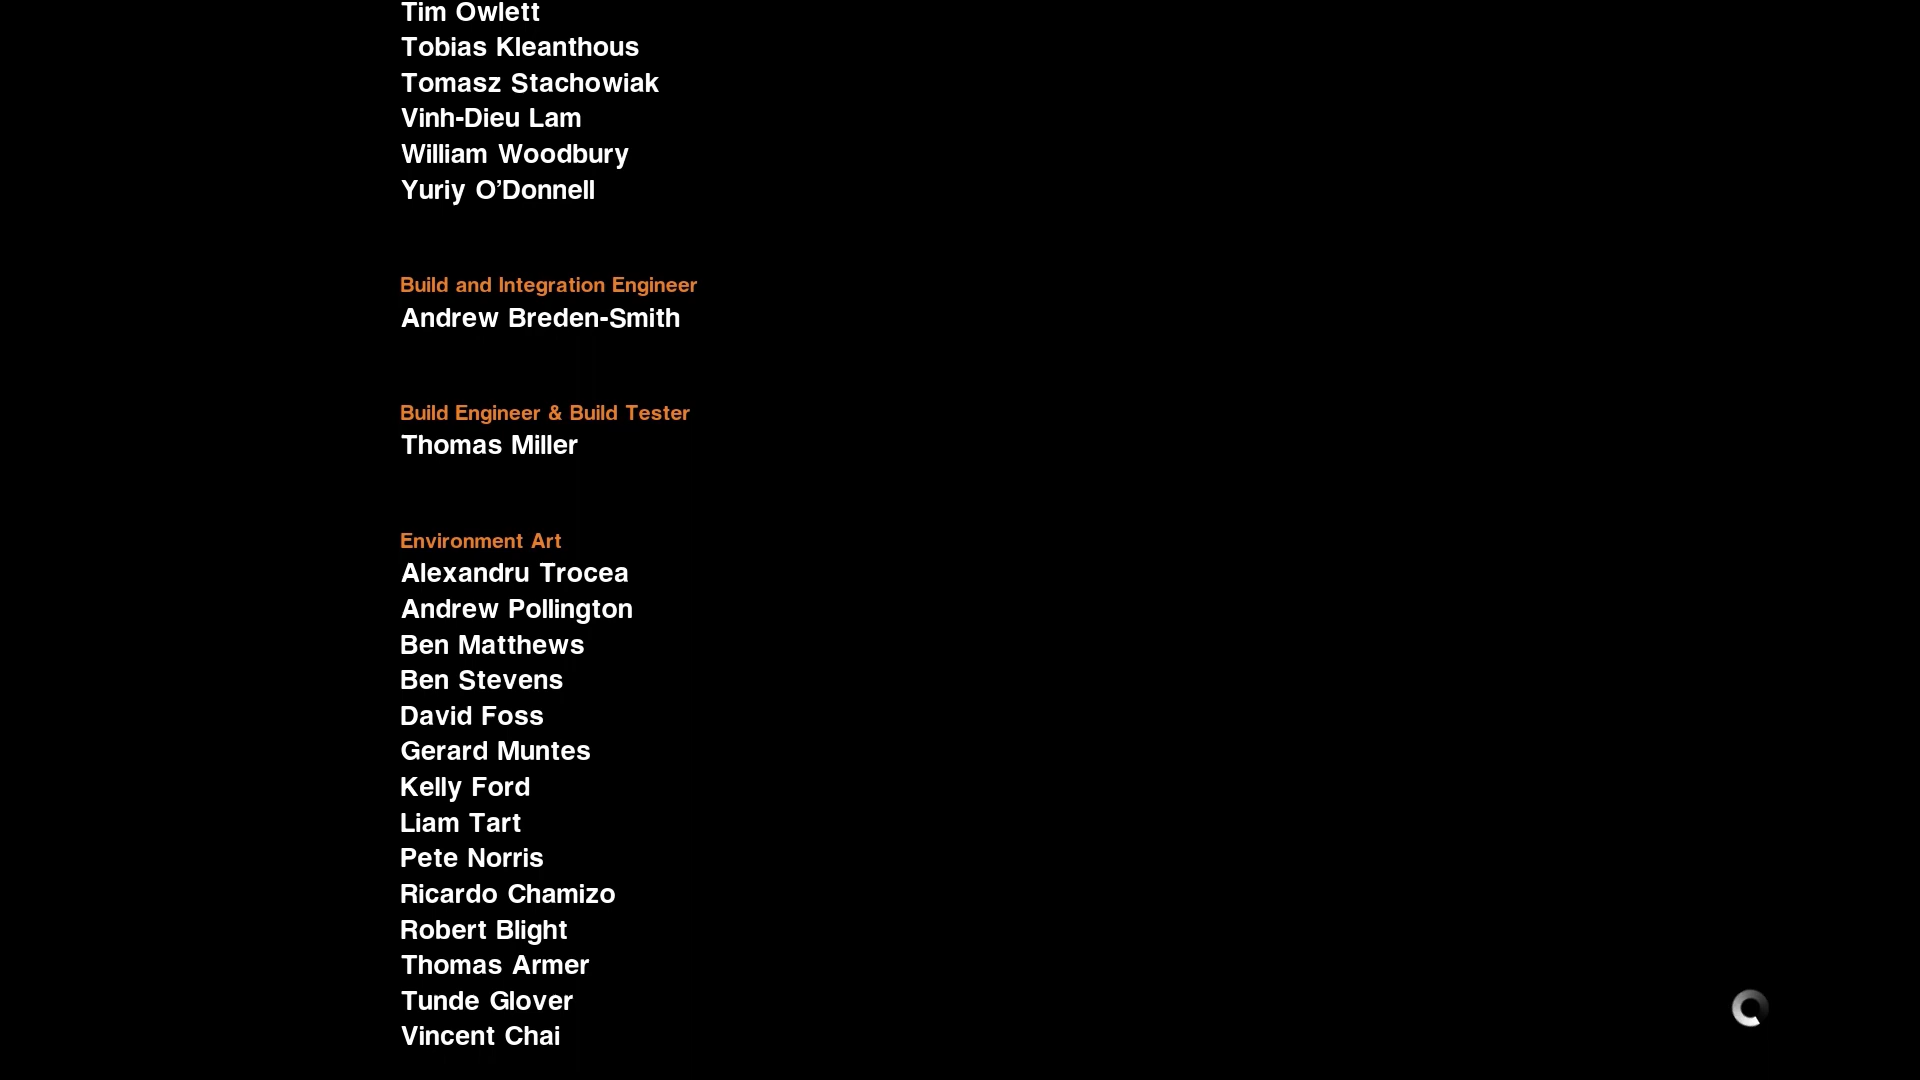 Tim Owlett
Tobias Kleanthous
Tomasz Stachowiak
Vinh-Dieu Lam
William Woodbury
Yuriy O’Donnell
Build and Integration Engineer
Andrew Breden-Smith
Build Engineer & Build Tester
Thomas Miller
Environment Art
Alexandru Trocea
Andrew Pollington
Ben Matthews
Ben Stevens
David Foss
Gerard Muntes
Kelly Ford
Liam Tart
Pete Norris
Ricardo Chamizo
Robert Blight
Thomas Armer
Tunde Glover
Vincent Chai